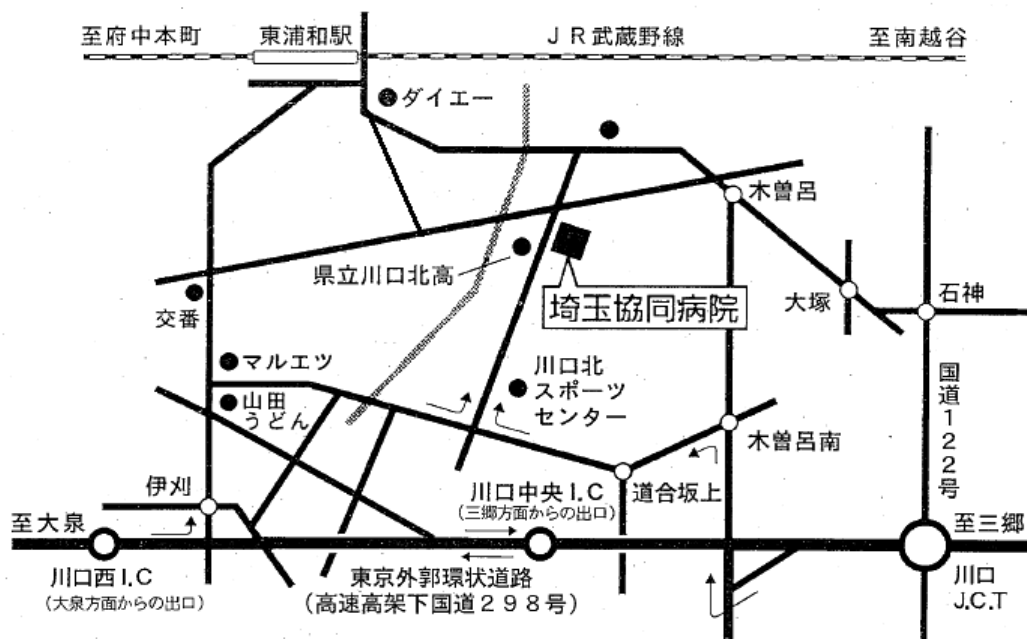 至府中本町
東浦和駅
JR武蔵野線
至南越谷
ダイエー
木曽呂
県立川口北高
埼玉協同病院
大塚
石神
交番
マルエツ
山田
うどん
川口北
スポーツ
センター
国道122号
木曽呂南
伊刈
川口中央I.C
(三郷方面からの出口)
道合坂上
至大泉
至三郷
川口西I.C
(大泉方面からの出口)
東京外郭環状道路
(高速高架下国道298号)
川口
J.C.T